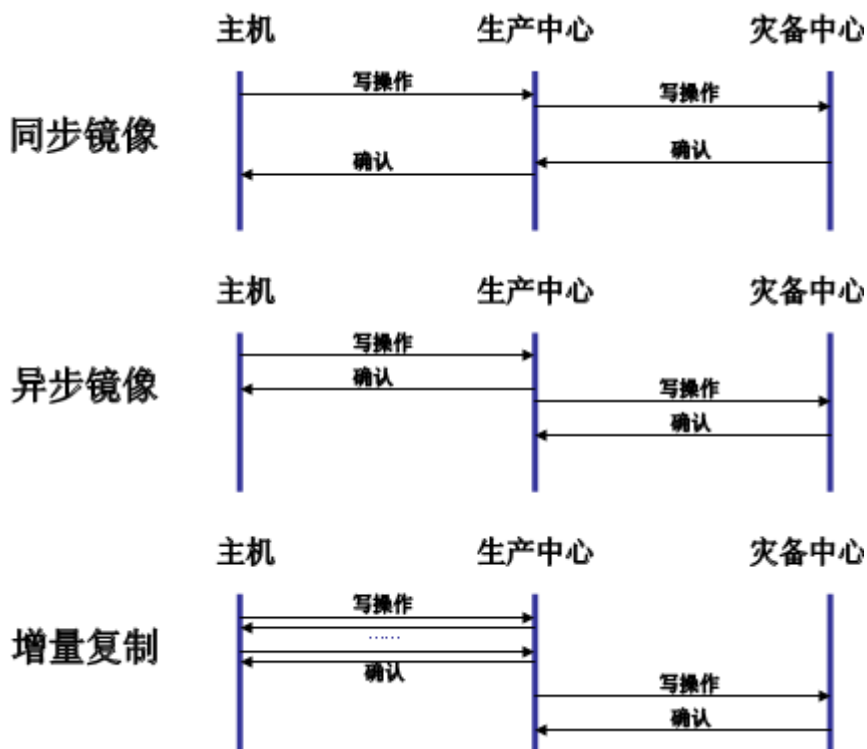 主机 生产中心 灾备中心
写操作
写操作
同步镜像
确认
确认
主机 生产中心 灾备中心
写操作
确认
异步镜像
写操作
确认
主机 生产中心 灾备中心
写操作
……
增量复制
确认
写操作
确认